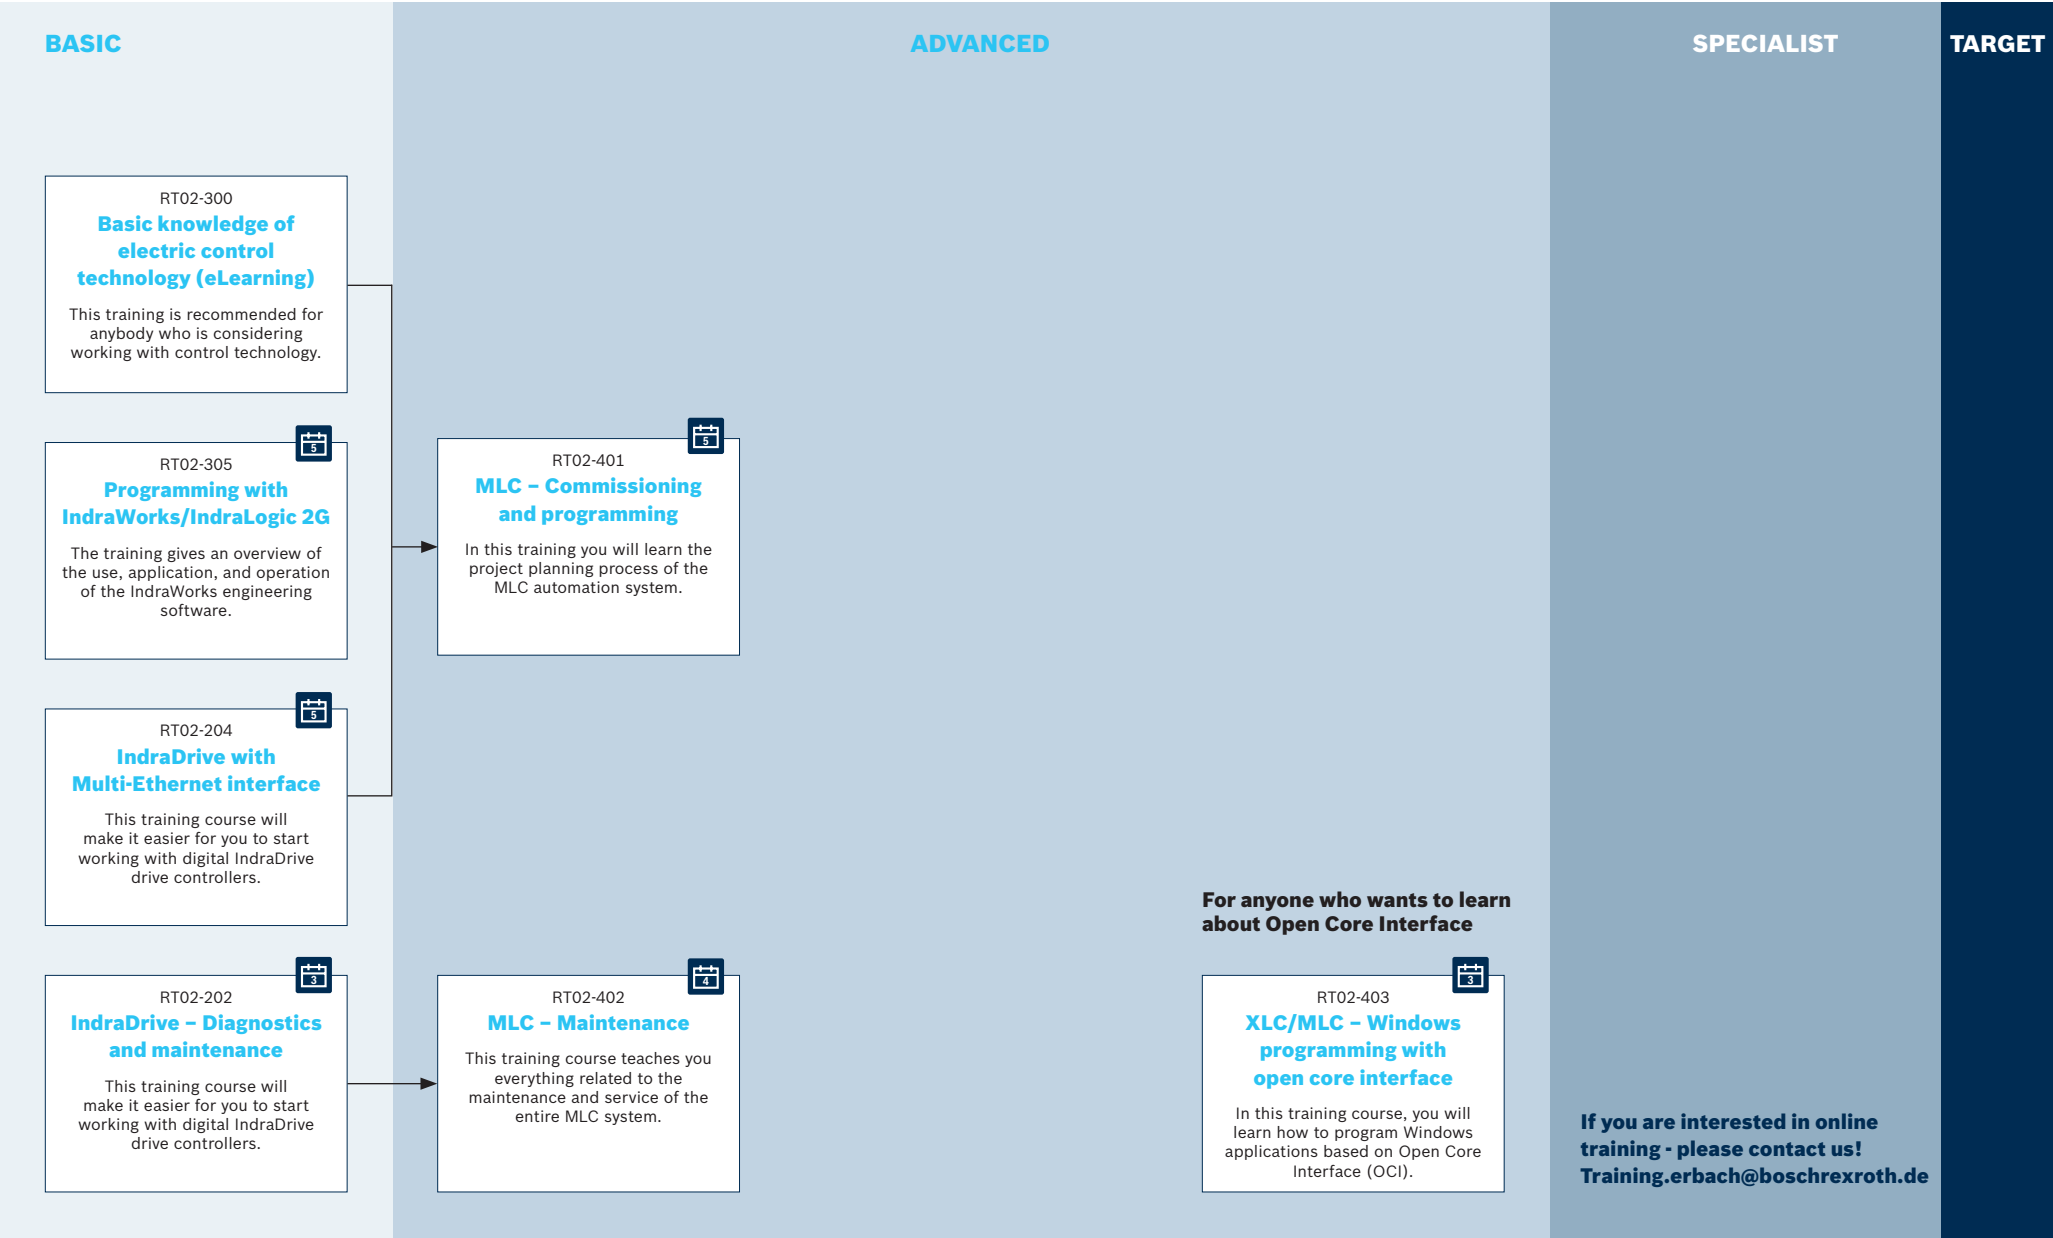 BASIC
ADVANCED
SPECIALIST
TARGET
RT02-300
Basic knowledge of
electric control
technology (eLearning)
This training is recommended for
anybody who is considering
working with control technology.
5
RT02-305
Programming with
IndraWorks/IndraLogic 2G
The training gives an overview of
the use, application, and operation
of the IndraWorks engineering
software.
5
RT02-401
MLC – Commissioning
and programming
In this training you will learn the
project planning process of the
MLC automation system.
5
RT02-204
IndraDrive with
Multi-Ethernet interface
This training course will
make it easier for you to start
working with digital IndraDrive
drive controllers.
3
RT02-202
IndraDrive – Diagnostics
and maintenance
This training course will
make it easier for you to start
working with digital IndraDrive
drive controllers.
4
RT02-402
MLC – Maintenance
This training course teaches you
everything related to the
maintenance and service of the
entire MLC system.
For anyone who wants to learn
about Open Core Interface
3
RT02-403
XLC/MLC – Windows
programming with
open core interface
In this training course, you will
learn how to program Windows
applications based on Open Core
Interface (OCI).
If you are interested in online
training - please contact us!
Training.erbach@boschrexroth.de